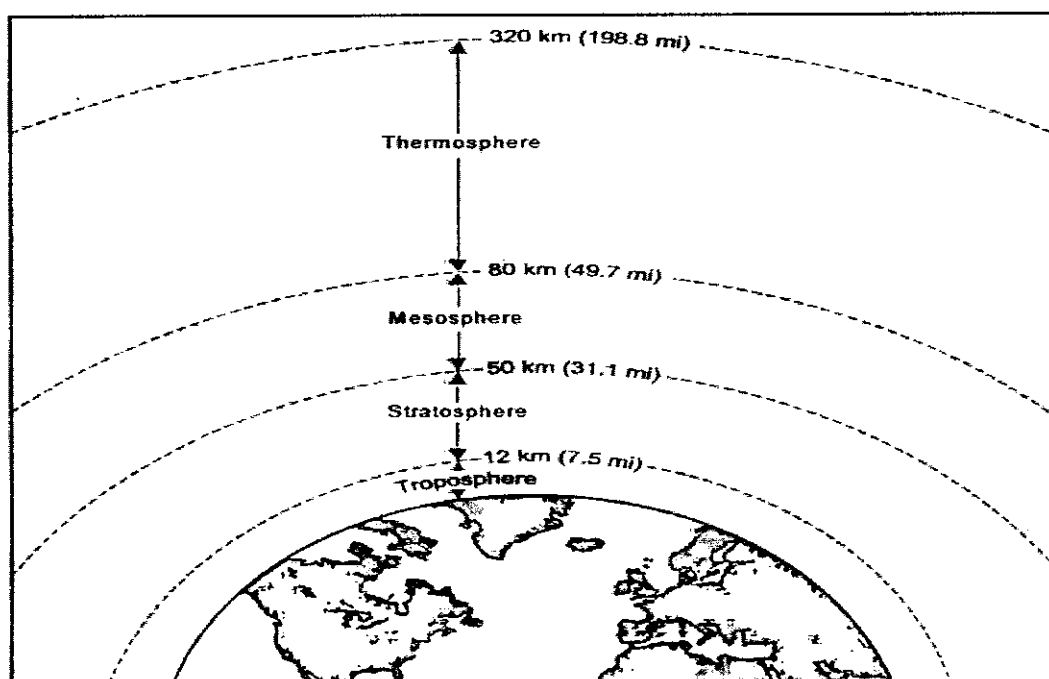 320 km (198.8 mi)
Thermosphere
80 km (49.7 mi)
Mesosphere
50 km (31.1 mi)
Stratosphere
12 km (7.5 mi)
Troposphere